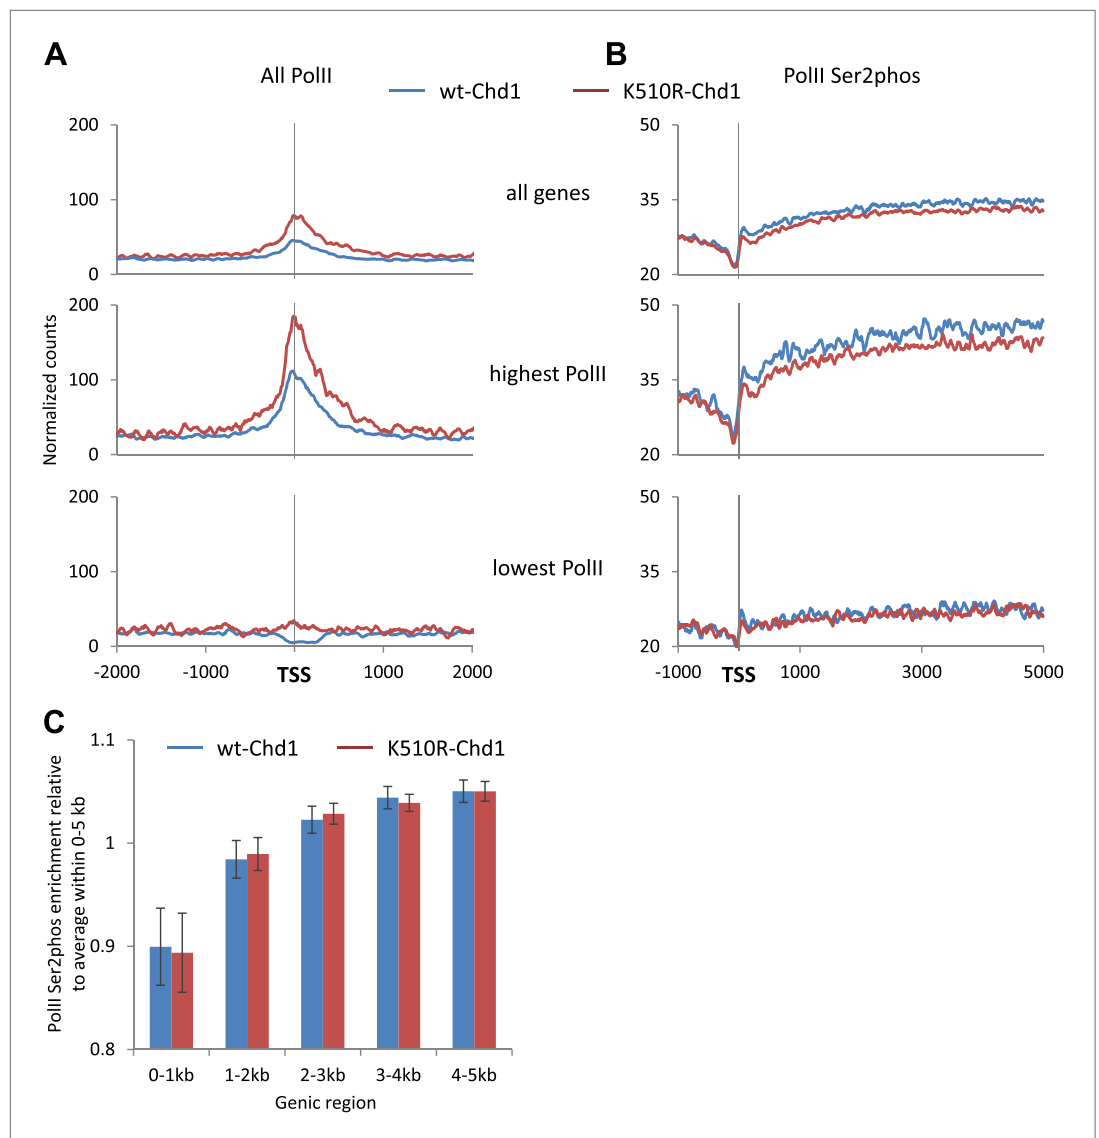 A
B
All PolII
PolII Ser2phos
wt-Chd1
K510R-Chd1
200
100
0
all genes
50
35
20
Normalized counts
200
100
0
highest PolII
50
35
20
200
100
0
lowest PolII
50
35
20
-2000
-1000
TSS
1000
2000
-1000
TSS
1000
3000
5000
C
wt-Chd1
K510R-Chd1
PolII Ser2phos enrichment relative
to average within 0-5 kb
1.1
1
0.9
0.8
0-1kb
1-2kb
2-3kb
3-4kb
4-5kb
Genic region